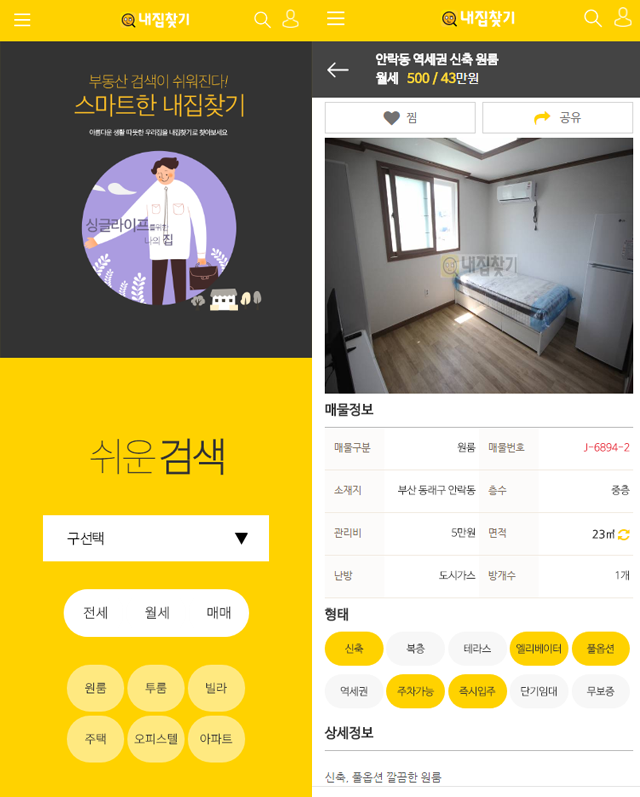 내집찾기
부동산 검색이 쉬워진다!
스마트한 내집찾기
아름다운 생활 따뜻한 우리집을 내집찾기로 찾아보세요
싱글라이프를위한
나의 집
쉬운 검색
구선택 ▼
전세 월세 매매
원룸 투룸 빌라
주택 오피스텔 아파트
내집찾기
안락동 역세권 신축 원룸
월세 500 / 43만원
찜 공유
내집찾기
매물정보
매물구분 원룸 매물번호 J-6894-2
소재지 부산 동래구 안락동 층수 중층
관리비 5만원 면적 23㎡
난방 도시가스 방개수 1개
형태
신축 복층 테라스 엘리베이터 풀옵션
역세권 주차가능 즉시입주 단기임대 무보증
상세정보
신축, 풀옵션 깔끔한 원룸